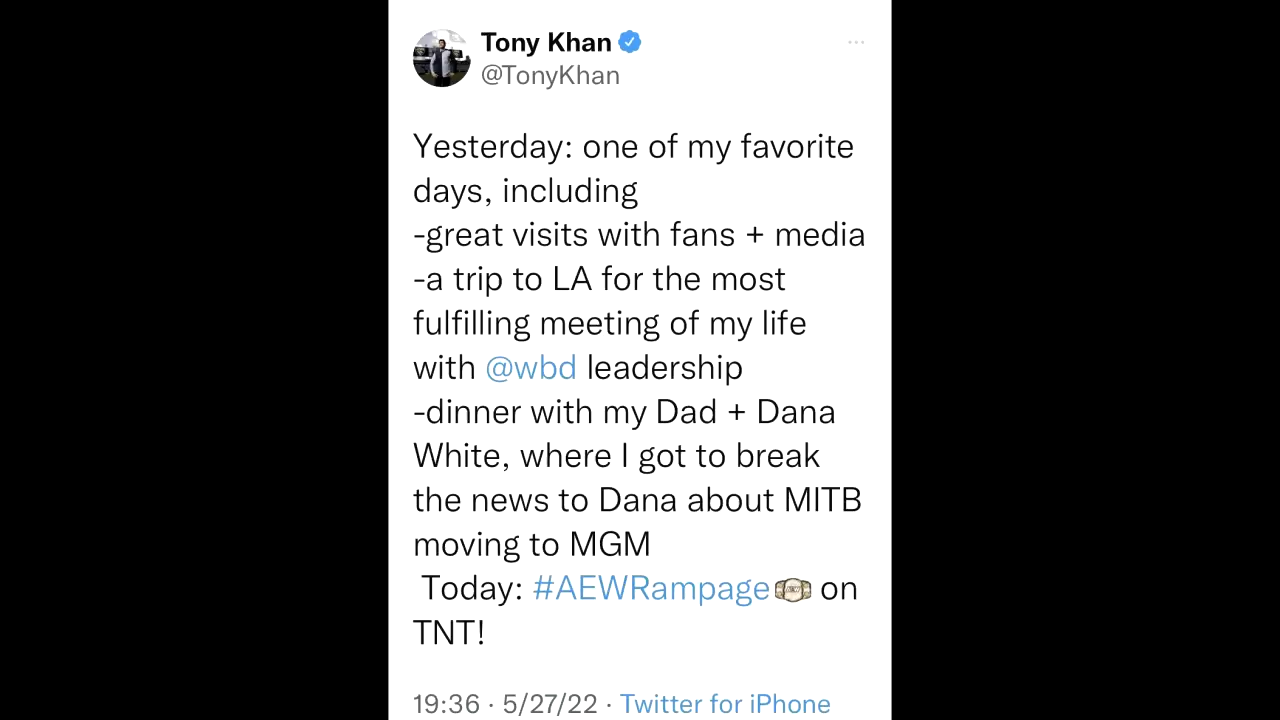 Tony Khan
@TonyKhan
Yesterday: one of my favorite
days, including
-great visits with fans + media
-a trip to LA for the most
fulfilling meeting of my life
with @wbd leadership
-dinner with my Dad + Dana
White, where I got to break
the news to Dana about MITB
moving to MGM
Today: #AEWRampage on
TNT!
19:36 · 5/27/22 · Twitter for iPhone